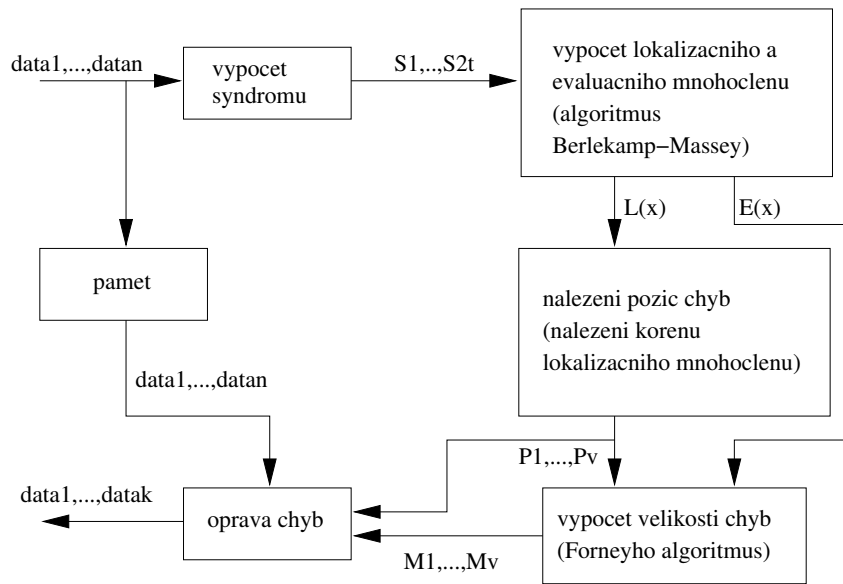 data1,...,datan
vypocet
syndromu
S1,..,S2t
vypocet lokalizacniho a
evaluacniho mnohoclenu
(algoritmus
Berlekamp−Massey)
L(x)
E(x)
pamet
nalezeni pozic chyb
(nalezeni korenu
lokalizacniho mnohoclenu)
data1,...,datan
P1,...,Pv
data1,...,datak
oprava chyb
vypocet velikosti chyb
(Forneyho algoritmus)
M1,...,Mv